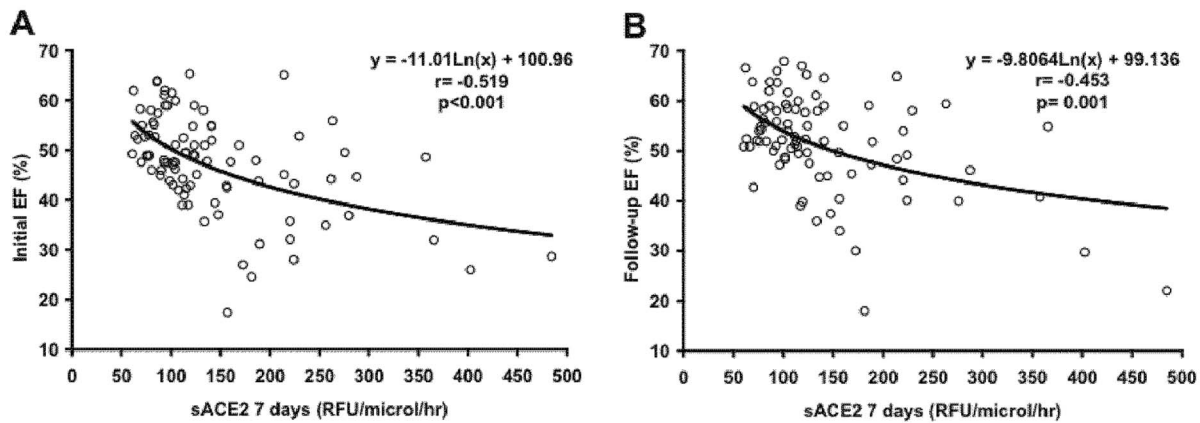 A
y = -11.01Ln(x) + 100.96
r= -0.519
p<0.001
Initial EF (%)
70
60
50
40
30
20
10
0 50 100 150 200 250 300 350 400 450 500
sACE2 7 days (RFU/microl/hr)
B
y = -9.8064Ln(x) + 99.136
r= -0.453
p= 0.001
Follow-up EF (%)
70
60
50
40
30
20
10
0 50 100 150 200 250 300 350 400 450 500
sACE2 7 days (RFU/microl/hr)